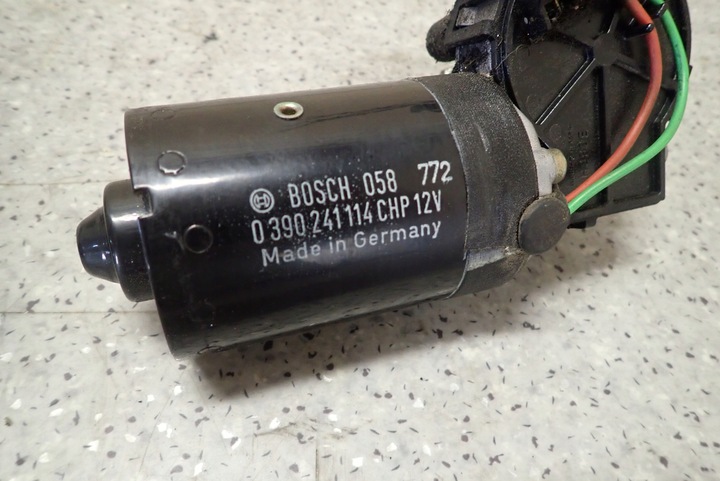 BOSCH 058 772
0 390 241 114 CHP 12V
Made in Germany